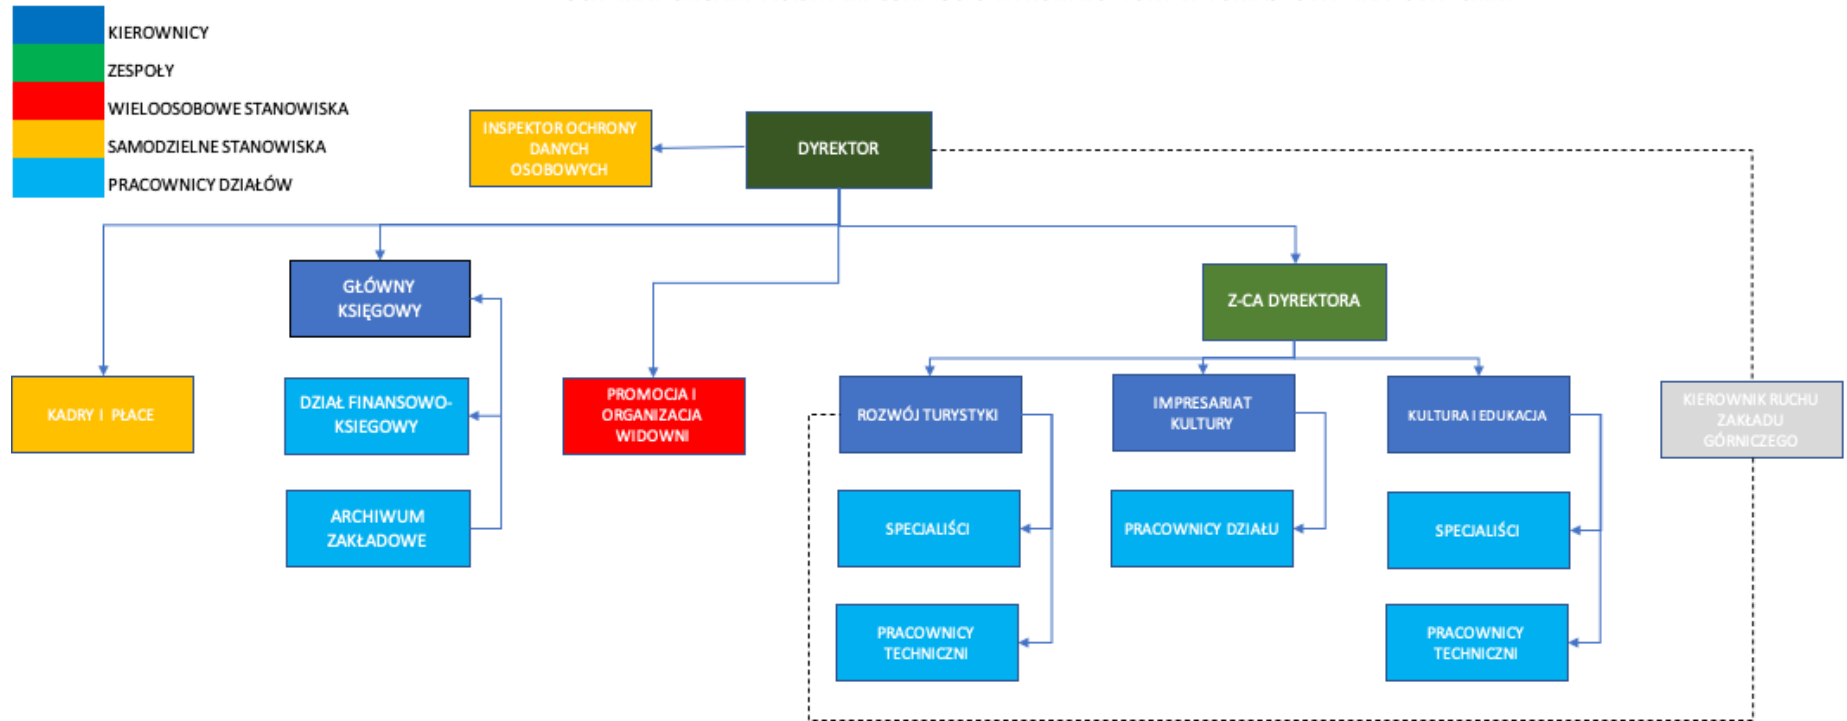 KIEROWNICY
ZESPOŁY
WIELOOSOBOWE STANOWISKA
SAMODZIELNE STANOWISKA
PRACOWNICY DZIAŁÓW
INSPEKTOR OCHRONY
DANYCH
OSOBOWYCH
DYREKTOR
GŁÓWNY
KSIĘGOWY
Z-CA DYREKTORA
KADRY I PŁACE
DZIAŁ FINANSOWO-
KSIEGOWY
PROMOCJA I
ORGANIZACJA
WIDOWNI
ROZWÓJ TURYSTYKI
IMPRESARIAT
KULTURY
KULTURA I EDUKACJA
KIEROWNIK RUCHU
ZAKŁADU
GÓRNICZEGO
ARCHIWUM
ZAKŁADOWE
SPECJALIŚCI
PRACOWNICY DZIAŁU
SPECJALIŚCI
PRACOWNICY
TECHNICZNI
PRACOWNICY
TECHNICZNI